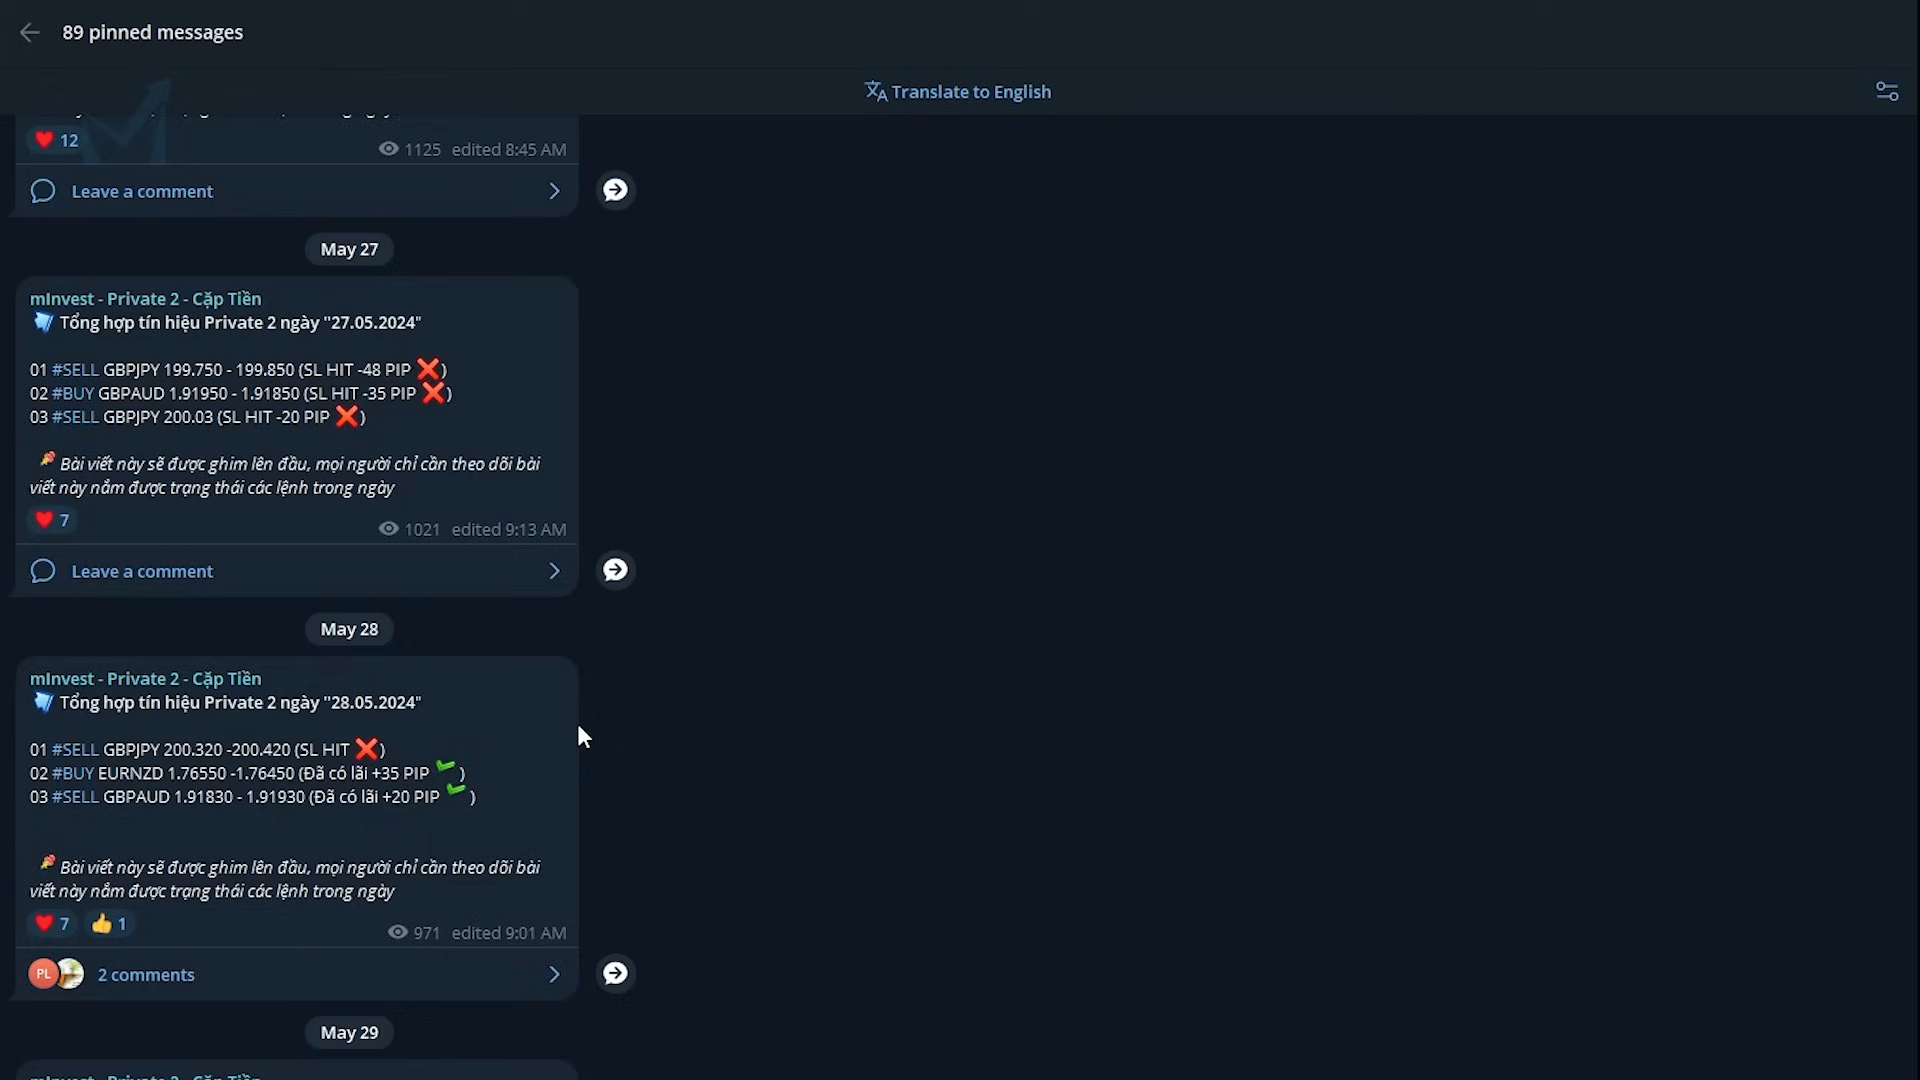 89 pinned messages
Translate to English
12
1125 edited 8:45 AM
Leave a comment
May 27
mInvest - Private 2 - Cặp Tiền
Tổng hợp tín hiệu Private 2 ngày "27.05.2024"
01 #SELL GBPJPY 199.750 - 199.850 (SL HIT -48 PIP ❌)
02 #BUY GBPAUD 1.91950 - 1.91850 (SL HIT -35 PIP ❌)
03 #SELL GBPJPY 200.03 (SL HIT -20 PIP ❌)
Bài viết này sẽ được ghim lên đầu, mọi người chỉ cần theo dõi bài
viết này nắm được trạng thái các lệnh trong ngày
7
1021 edited 9:13 AM
Leave a comment
May 28
mInvest - Private 2 - Cặp Tiền
Tổng hợp tín hiệu Private 2 ngày "28.05.2024"
01 #SELL GBPJPY 200.320 -200.420 (SL HIT ❌)
02 #BUY EURNZD 1.76550 -1.76450 (Đã có lãi +35 PIP ✔)
03 #SELL GBPAUD 1.91830 - 1.91930 (Đã có lãi +20 PIP ✔)
Bài viết này sẽ được ghim lên đầu, mọi người chỉ cần theo dõi bài
viết này nắm được trạng thái các lệnh trong ngày
7 1
971 edited 9:01 AM
PL 2 comments
May 29
mInvest - Private 2 - Cặp Tiền